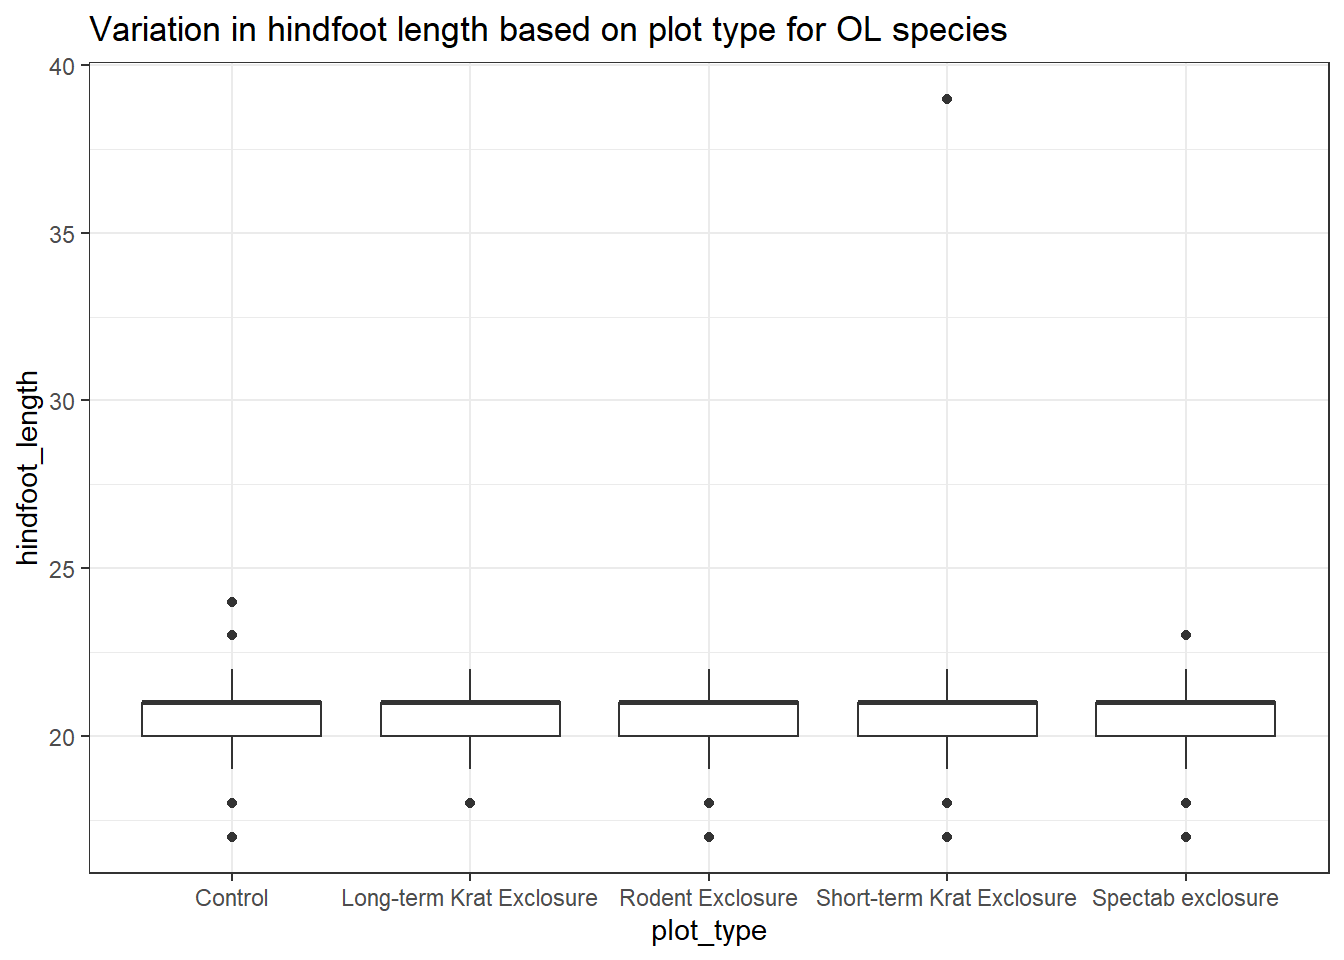 Variation in hindfoot length based on plot type for OL species
hindfoot_length
40
35
30
25
20
Control Long-term Krat Exclosure Rodent Exclosure Short-term Krat Exclosure Spectab exclosure
plot_type